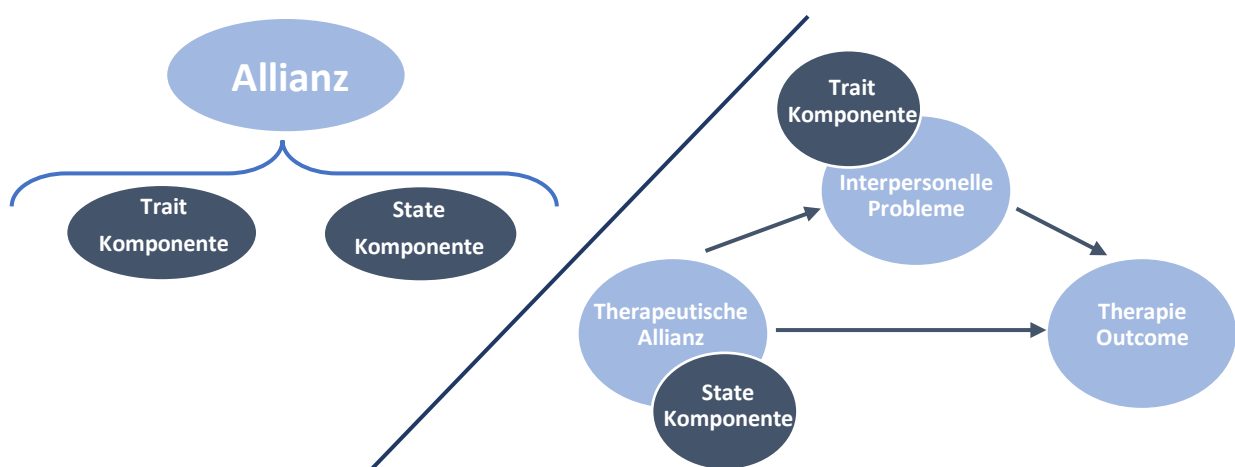 Allianz
Trait
Komponente
State
Komponente
Trait
Komponente
Interpersonelle
Probleme
Therapeutische
Allianz
State
Komponente
Therapie
Outcome